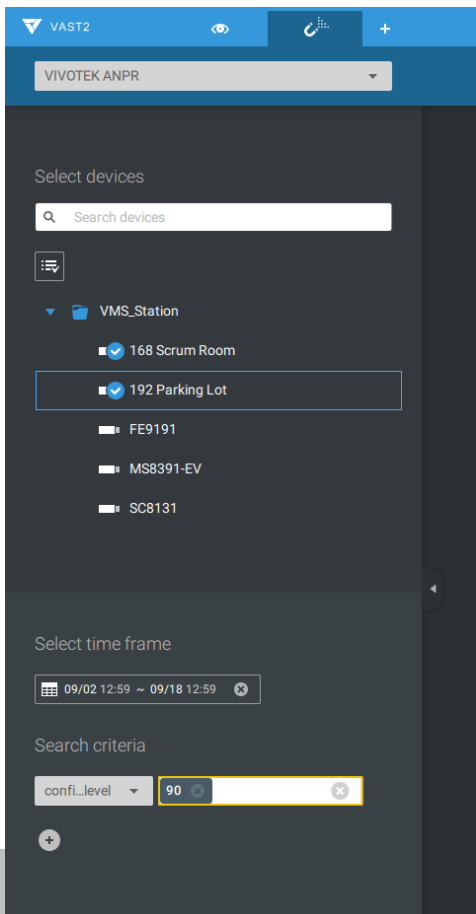 VAST2
+
VIVOTEK ANPR
Select devices
Search devices
VMS_Station
168 Scrum Room
192 Parking Lot
FE9191
MS8391-EV
SC8131
Select time frame
09/02 12:59 ~ 09/18 12:59
Search criteria
confi...level 90